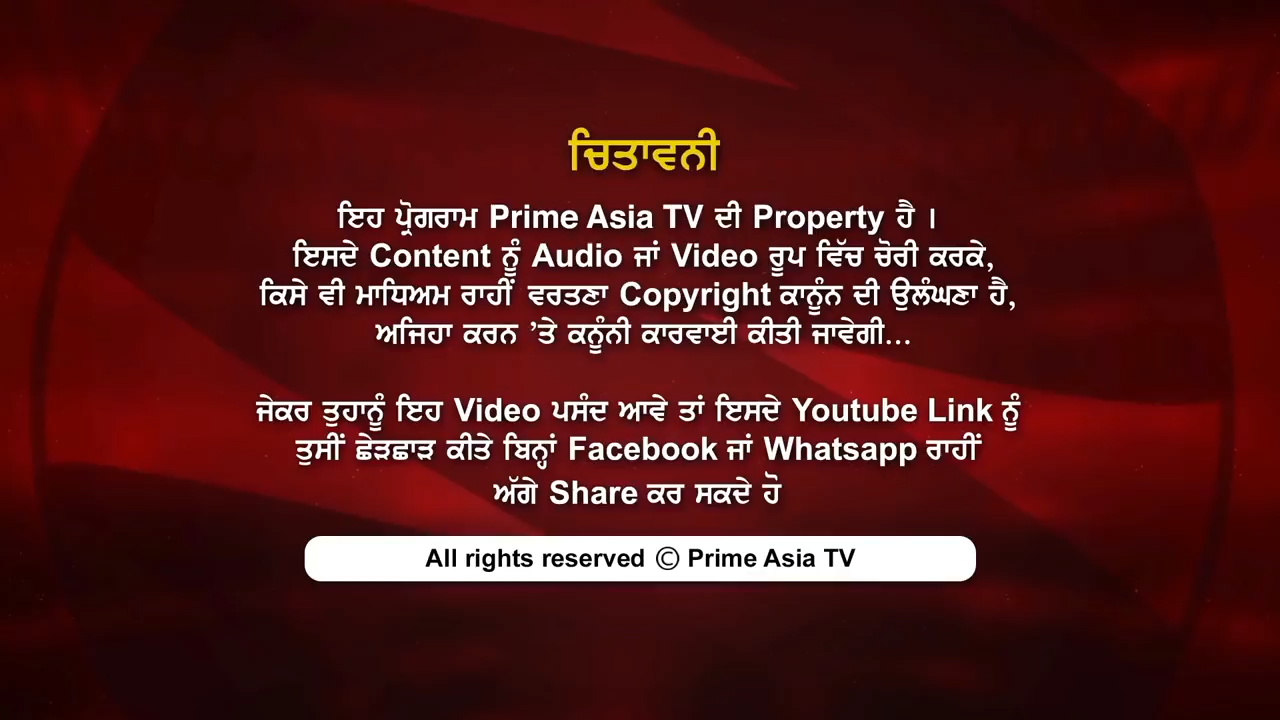 ਚਿਤਾਵਨੀ
ਇਹ ਪ੍ਰੋਗਰਾਮ Prime Asia TV ਦੀ Property ਹੈ ।
ਇਸਦੇ Content ਨੂੰ Audio ਜਾਂ Video ਰੂਪ ਵਿੱਚ ਚੋਰੀ ਕਰਕੇ,
ਕਿਸੇ ਵੀ ਮਾਧਿਅਮ ਰਾਹੀਂ ਵਰਤਣਾ Copyright ਕਾਨੂੰਨ ਦੀ ਉਲੰਘਣਾ ਹੈ,
ਅਜਿਹਾ ਕਰਨ ’ਤੇ ਕਨੂੰਨੀ ਕਾਰਵਾਈ ਕੀਤੀ ਜਾਵੇਗੀ...
ਜੇਕਰ ਤੁਹਾਨੂੰ ਇਹ Video ਪਸੰਦ ਆਵੇ ਤਾਂ ਇਸਦੇ Youtube Link ਨੂੰ
ਤੁਸੀਂ ਛੇੜਛਾੜ ਕੀਤੇ ਬਿਨ੍ਹਾਂ Facebook ਜਾਂ Whatsapp ਰਾਹੀਂ
ਅੱਗੇ Share ਕਰ ਸਕਦੇ ਹੋ
All rights reserved © Prime Asia TV